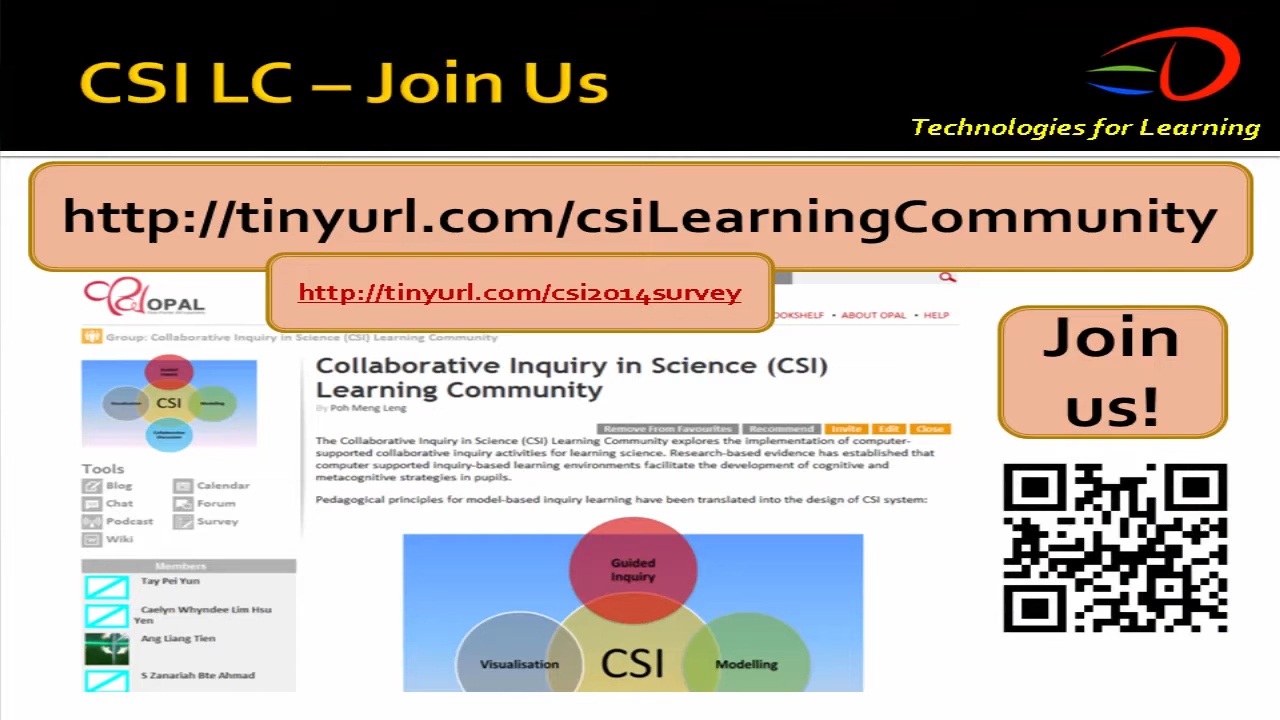 CSI LC – Join Us
Technologies for Learning
http://tinyurl.com/csiLearningCommunity
http://tinyurl.com/csi2014survey
OPAL
OOKSHELF • ABOUT OPAL • HELP
Join
us!
Group: Collaborative Inquiry in Science (CSI) Learning Community
Collaborative Inquiry in Science (CSI)
Learning Community
By Poh Meng Leng
Remove From Favourites Recommend Invite Edit Close
CSI
The Collaborative Inquiry in Science (CSI) Learning Community explores the implementation of computer-
supported collaborative inquiry activities for learning science. Research-based evidence has established that
computer supported inquiry-based learning environments facilitate the development of cognitive and
metacognitive strategies in pupils.
Pedagogical principles for model-based inquiry learning have been translated into the design of CSI system:
Tools
Blog Calendar
Chat Forum
Podcast Survey
Wiki
Members
Tay Pei Yun
Caelyn Whyndee Lim Hsu
Yen
Ang Liang Tien
S Zanariah Bte Ahmad
Guided
Inquiry
Visualisation
CSI
Modelling